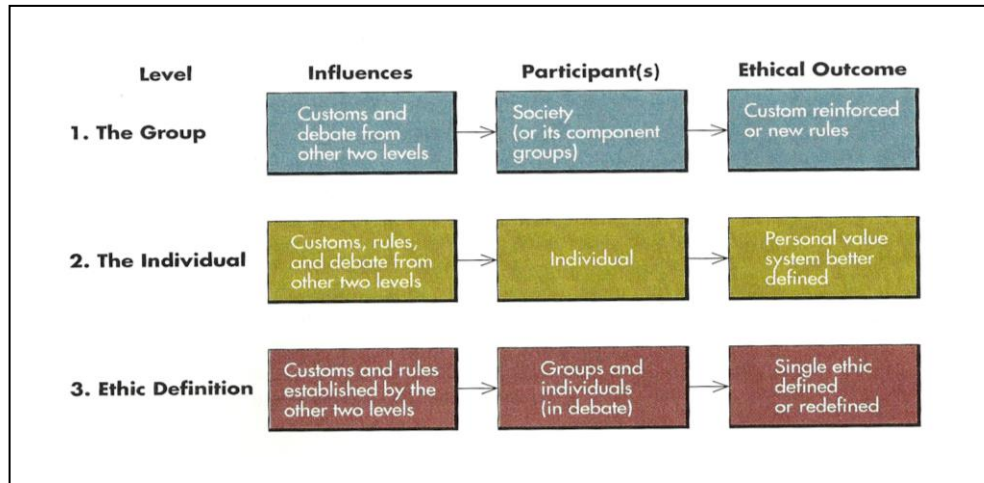 Level
Influences
Participant(s)
Ethical Outcome
1. The Group
Customs and
debate from
other two levels
Society
(or its component
groups)
Custom reinforced
or new rules
2. The Individual
Customs, rules,
and debate from
other two levels
Individual
Personal value
system better
defined
3. Ethic Definition
Customs and rules
established by the
other two levels
Groups and
individuals
(in debate)
Single ethic
defined
or redefined